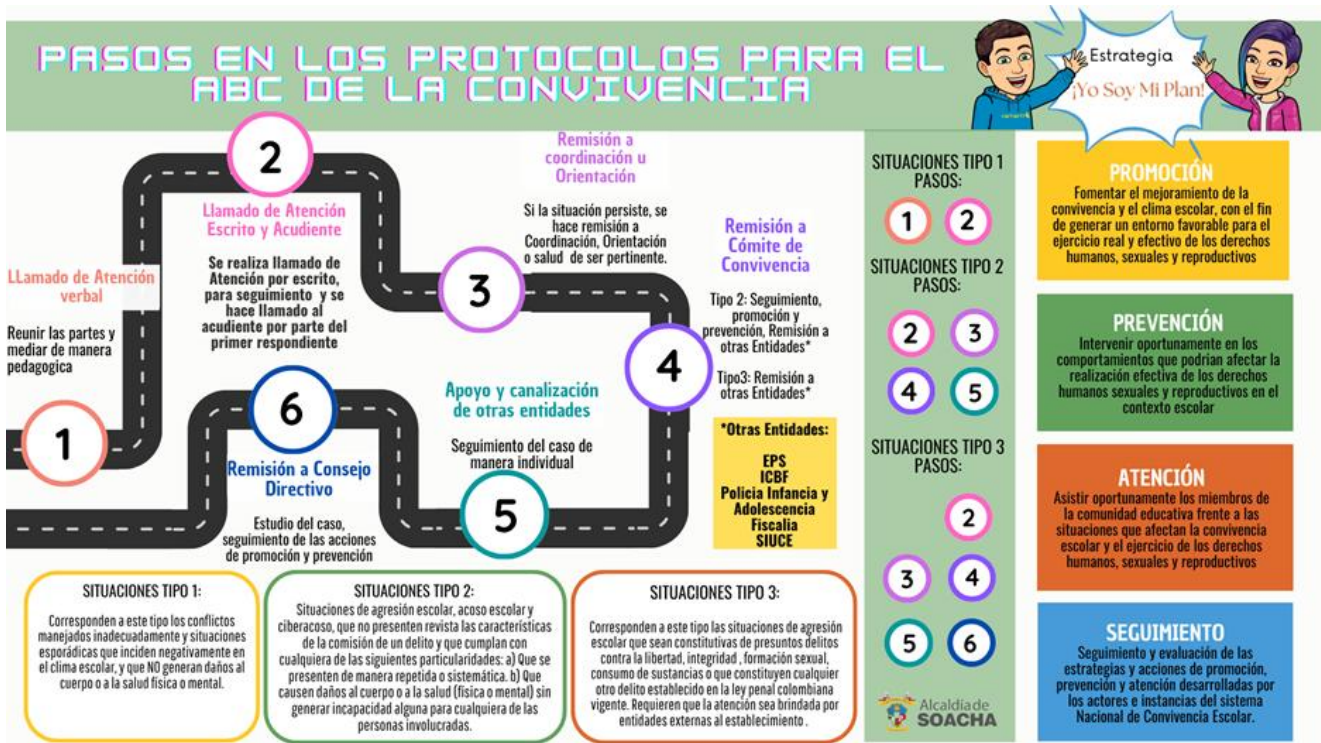 PASOS EN LOS PROTOCOLOS PARA EL
ABC DE LA CONVIVENCIA
Estrategia
¡Yo Soy Mi Plan!
1
Llamado de Atención
verbal
Reunir las partes y
mediar de manera
pedagogica
2
Llamado de Atención
Escrito y Acudiente
Se realiza llamado de
Atención por escrito,
para seguimiento y se
hace llamado al
acudiente por parte del
primer respondiente
Remisión a
coordinación u
Orientación
Si la situación persiste, se
hace remisión a
Coordinación, Orientación
o salud de ser pertinente.
3
Remisión a
Cómite de
Convivencia
Tipo 2: Seguimiento,
promoción y
prevención, Remisión a
otras Entidades*
Tipo3: Remisión a
otras Entidades*
4
*Otras Entidades:
EPS
ICBF
Policia Infancia y
Adolescencia
Fiscalia
SIUCE
Apoyo y canalización
de otras entidades
Seguimiento del caso de
manera individual
5
6
Remisión a Consejo
Directivo
Estudio del caso,
seguimiento de las acciones
de promoción y prevención
SITUACIONES TIPO 1:
Corresponden a este tipo los conflictos
manejados inadecuadamente y situaciones
esporádicas que inciden negativamente en
el clima escolar, y que NO generan daños al
cuerpo o a la salud física o mental.
SITUACIONES TIPO 2:
Situaciones de agresión escolar, acoso escolar y
ciberacoso, que no presenten revista las características
de la comisión de un delito y que cumplan con
cualquiera de las siguientes particularidades: a) Que se
presenten de manera repetida o sistemática. b) Que
causen daños al cuerpo o a la salud (física o mental) sin
generar incapacidad alguna para cualquiera de las
personas involucradas.
SITUACIONES TIPO 3:
Corresponden a este tipo las situaciones de agresión
escolar que sean constitutivas de presuntos delitos
contra la libertad, integridad , formación sexual,
consumo de sustancias o que constituyen cualquier
otro delito establecido en la ley penal colombiana
vigente. Requieren que la atención sea brindada por
entidades externas al establecimiento .
SITUACIONES TIPO 1
PASOS:
1 2
SITUACIONES TIPO 2
PASOS:
2 3
4 5
SITUACIONES TIPO 3
PASOS:
2
3 4
5 6
Alcaldía de
SOACHA
PROMOCIÓN
Fomentar el mejoramiento de la
convivencia y el clima escolar, con el fin
de generar un entorno favorable para el
ejercicio real y efectivo de los derechos
humanos, sexuales y reproductivos
PREVENCIÓN
Intervenir oportunamente en los
comportamientos que podrian afectar la
realización efectiva de los derechos
humanos sexuales y reproductivos en el
contexto escolar
ATENCIÓN
Asistir oportunamente los miembros de
la comunidad educativa frente a las
situaciones que afectan la convivencia
escolar y el ejercicio de los derechos
humanos, sexuales y reproductivos
SEGUIMIENTO
Seguimiento y evaluación de las
estrategias y acciones de promoción,
prevención y atención desarrolladas por
los actores e instancias del sistema
Nacional de Convivencia Escolar.